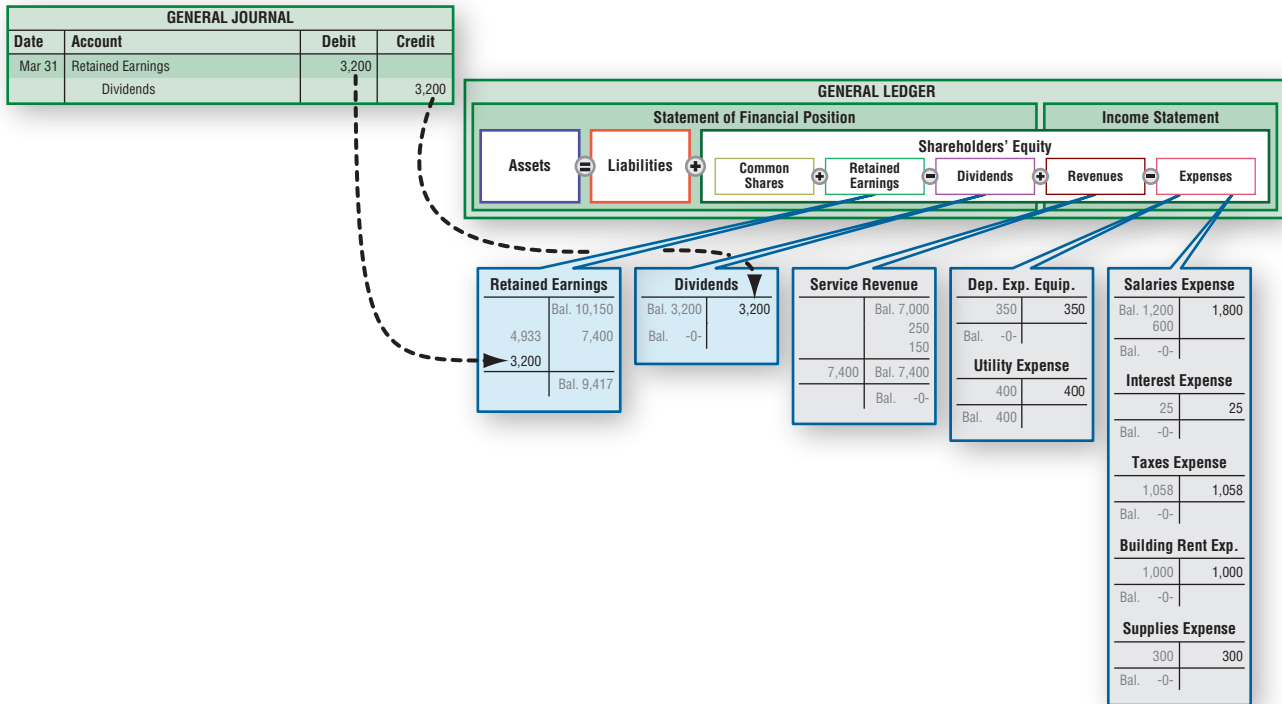 GENERAL JOURNAL
Date Account Debit Credit
Mar 31 Retained Earnings 3,200
Dividends 3,200
GENERAL LEDGER
Statement of Financial Position Income Statement
Shareholders' Equity
Assets = Liabilities + Common Shares + Retained Earnings - Dividends + Revenues - Expenses
Retained Earnings
Bal. 10,150
4,933 7,400
3,200
Bal. 9,417
Dividends
Bal. 3,200 3,200
Bal. -0-
Service Revenue
Bal. 7,000
250
150
7,400 Bal. 7,400
Bal. -0-
Dep. Exp. Equip.
350 350
Bal. -0-
Utility Expense
400 400
Bal. 400
Salaries Expense
Bal. 1,200 1,800
600
Bal. -0-
Interest Expense
25 25
Bal. -0-
Taxes Expense
1,058 1,058
Bal. -0-
Building Rent Exp.
1,000 1,000
Bal. -0-
Supplies Expense
300 300
Bal. -0-